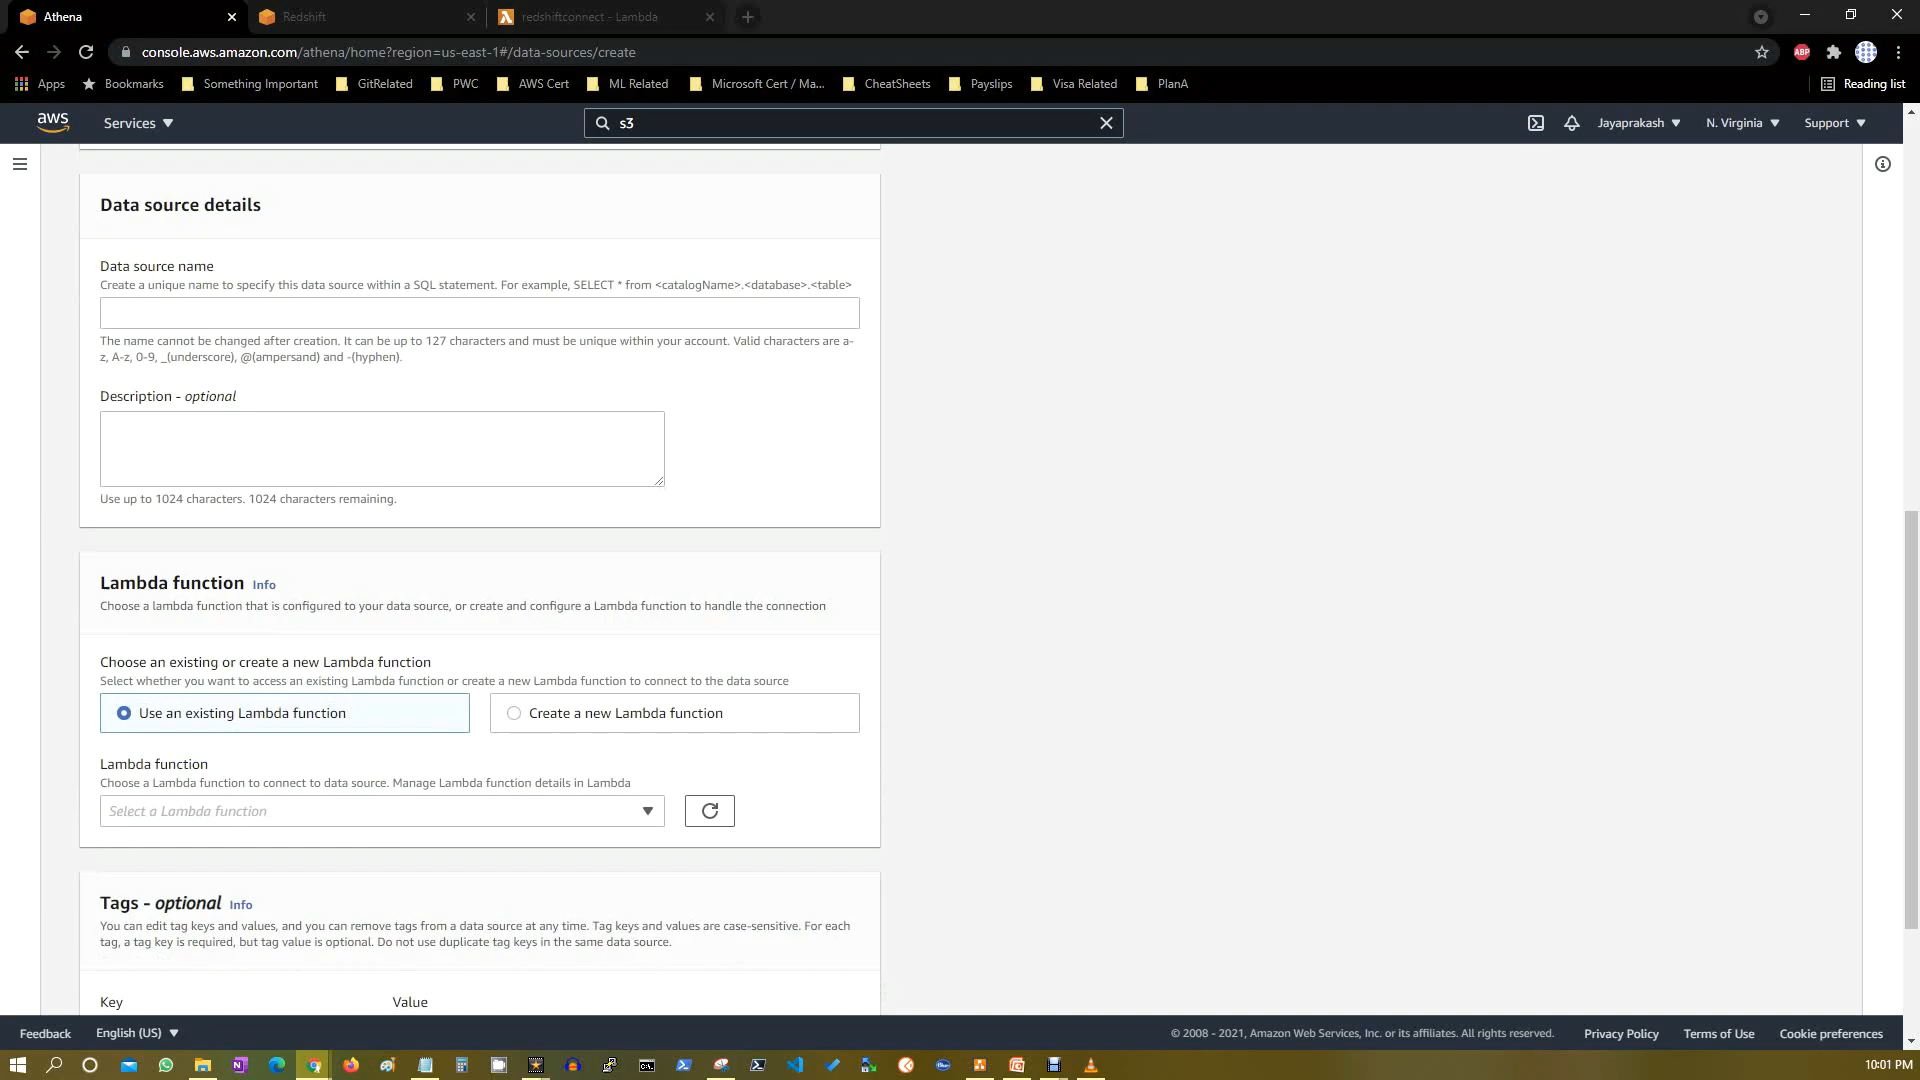 Athena
Redshift
redshiftconnect - Lambda
console.aws.amazon.com/athena/home?region=us-east-1#/data-sources/create
ABP
Apps
Bookmarks
Something Important
GitRelated
PWC
AWS Cert
ML Related
Microsoft Cert / Ma...
CheatSheets
Payslips
Visa Related
PlanA
Reading list
aws
Services
s3
Jayaprakash
N. Virginia
Support
Data source details
Data source name
Create a unique name to specify this data source within a SQL statement. For example, SELECT * from <catalogName>.<database>.<table>
The name cannot be changed after creation. It can be up to 127 characters and must be unique within your account. Valid characters are a-
z, A-z, 0-9, _(underscore), @(ampersand) and -(hyphen).
Description - optional
Use up to 1024 characters. 1024 characters remaining.
Lambda function Info
Choose a lambda function that is configured to your data source, or create and configure a Lambda function to handle the connection
Choose an existing or create a new Lambda function
Select whether you want to access an existing Lambda function or create a new Lambda function to connect to the data source
Use an existing Lambda function
Create a new Lambda function
Lambda function
Choose a Lambda function to connect to data source. Manage Lambda function details in Lambda
Select a Lambda function
Tags - optional Info
You can edit tag keys and values, and you can remove tags from a data source at any time. Tag keys and values are case-sensitive. For each
tag, a tag key is required, but tag value is optional. Do not use duplicate tag keys in the same data source.
Key
Value
Feedback
English (US)
© 2008 - 2021, Amazon Web Services, Inc. or its affiliates. All rights reserved.
Privacy Policy
Terms of Use
Cookie preferences
10:01 PM